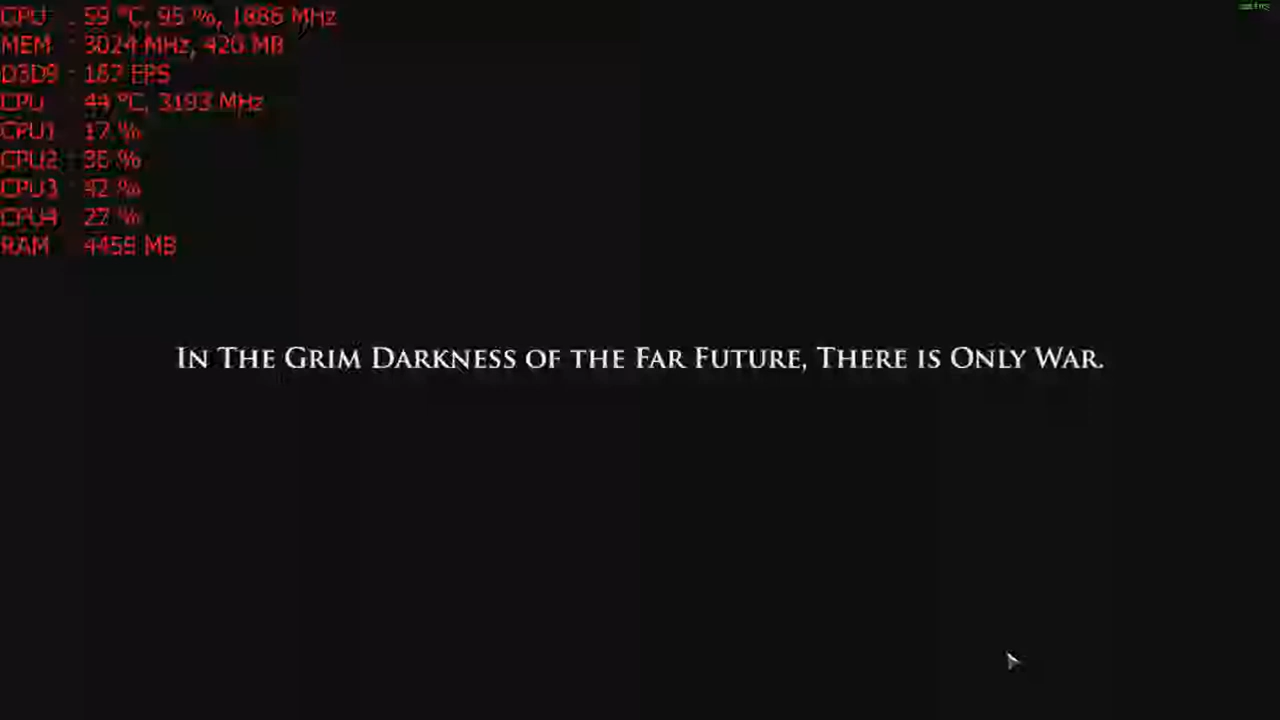 CPU : 59 °C, 95 %, 1886 MHz
MEM : 3024 MHz, 420 MB
D3D9 : 167 FPS
CPU : 44 °C, 3193 MHz
CPU1 : 17 %
CPU2 : 36 %
CPU3 : 42 %
CPU4 : 27 %
RAM : 4459 MB
In The Grim Darkness of the Far Future, There is Only War.